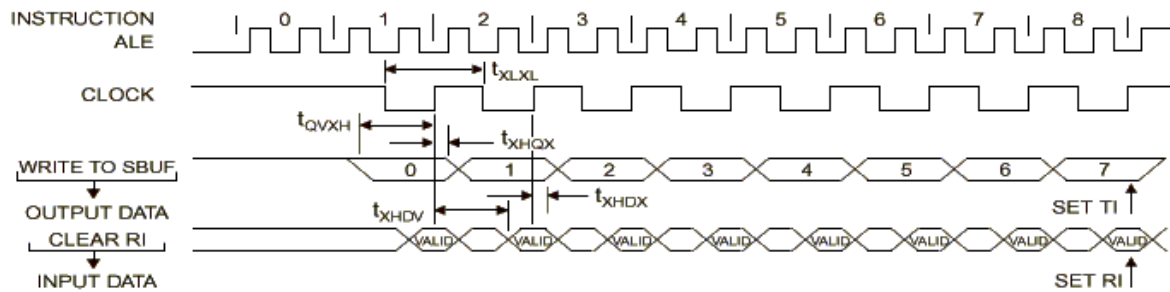 INSTRUCTION 0 1 2 3 4 5 6 7 8
ALE
tXLXL
CLOCK
tQVXH
tXHQX
WRITE TO SBUF 0 1 2 3 4 5 6 7
tXHDX
OUTPUT DATA tXHDV SET TI
CLEAR RI VALID VALID VALID VALID VALID VALID VALID VALID
INPUT DATA SET RI